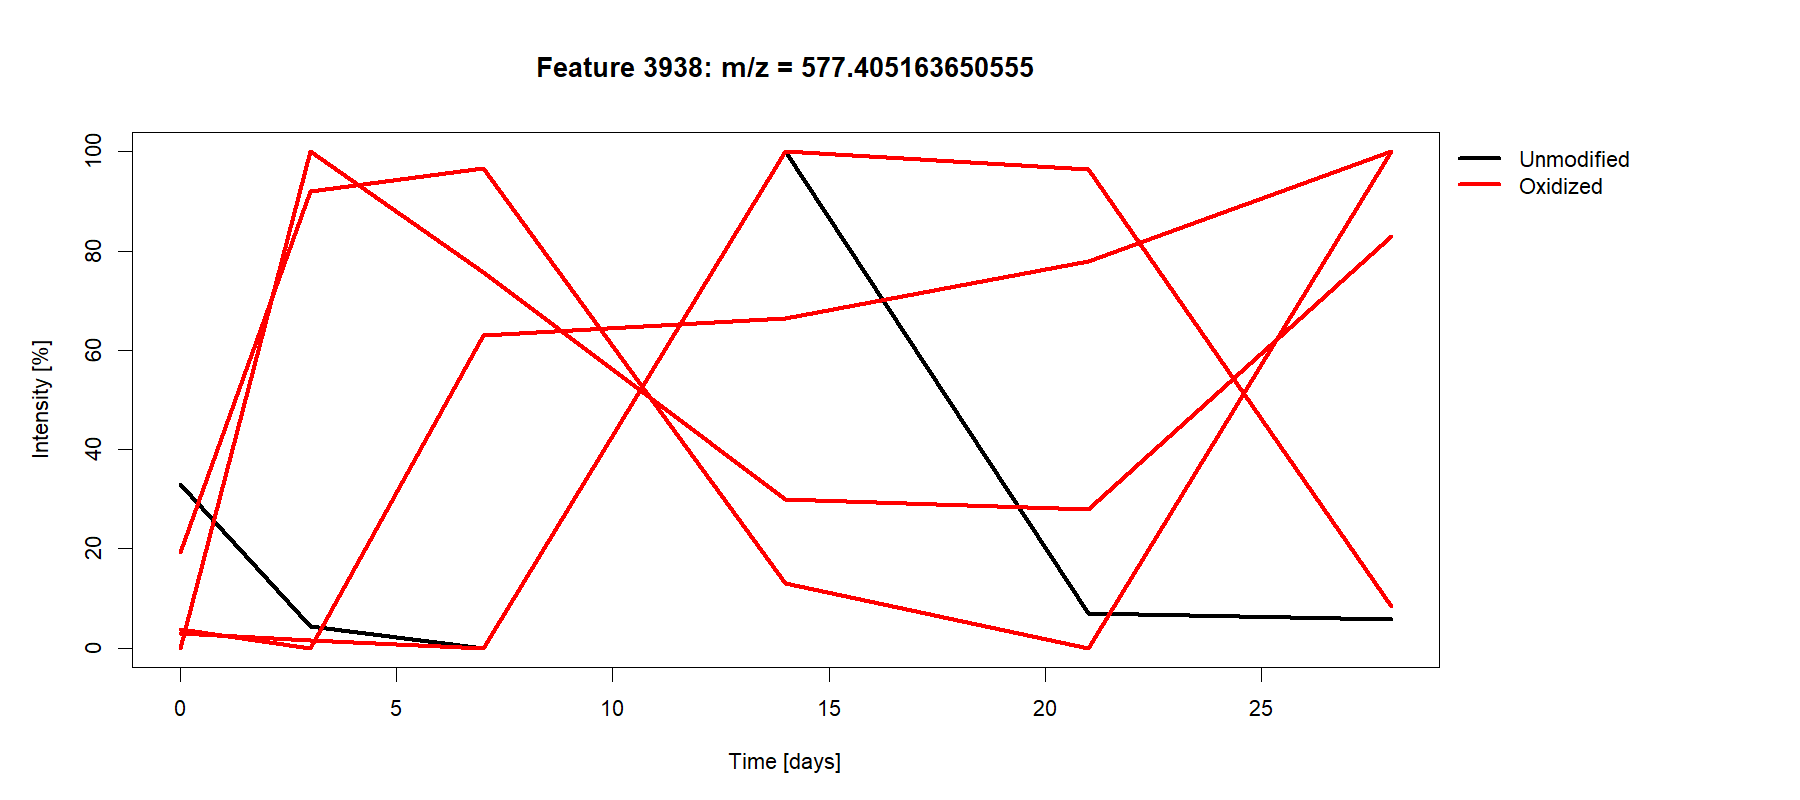 Feature 3938: m/z = 577.405163650555
Unmodified
Oxidized
Intensity [%]
100
80
60
40
20
0
0 5 10 15 20 25
Time [days]